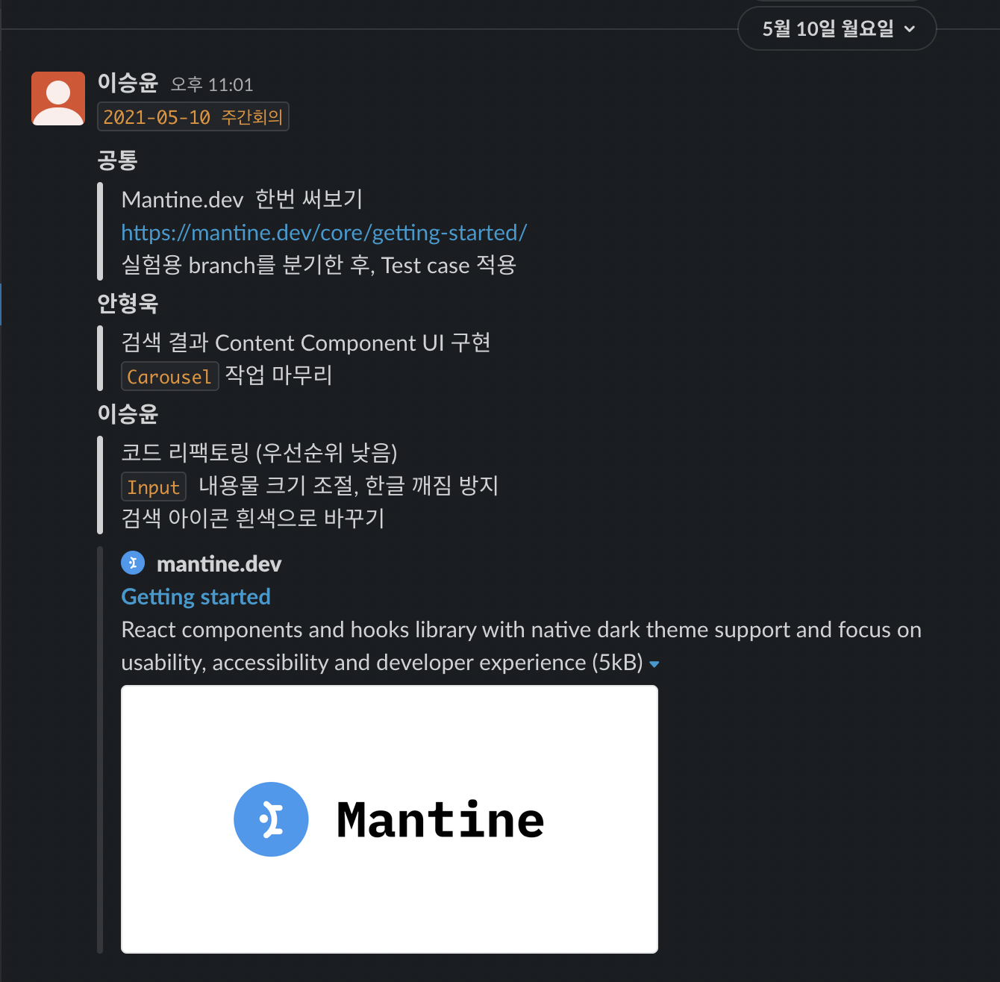 5월 10일 월요일
이승윤 오후 11:01
2021-05-10 주간회의
공통
Mantine.dev 한번 써보기
https://mantine.dev/core/getting-started/
실험용 branch를 분기한 후, Test case 적용
안형욱
검색 결과 Content Component UI 구현
Carousel 작업 마무리
이승윤
코드 리팩토링 (우선순위 낮음)
Input 내용물 크기 조절, 한글 깨짐 방지
검색 아이콘 흰색으로 바꾸기
mantine.dev
Getting started
React components and hooks library with native dark theme support and focus on
usability, accessibility and developer experience (5kB)
Mantine